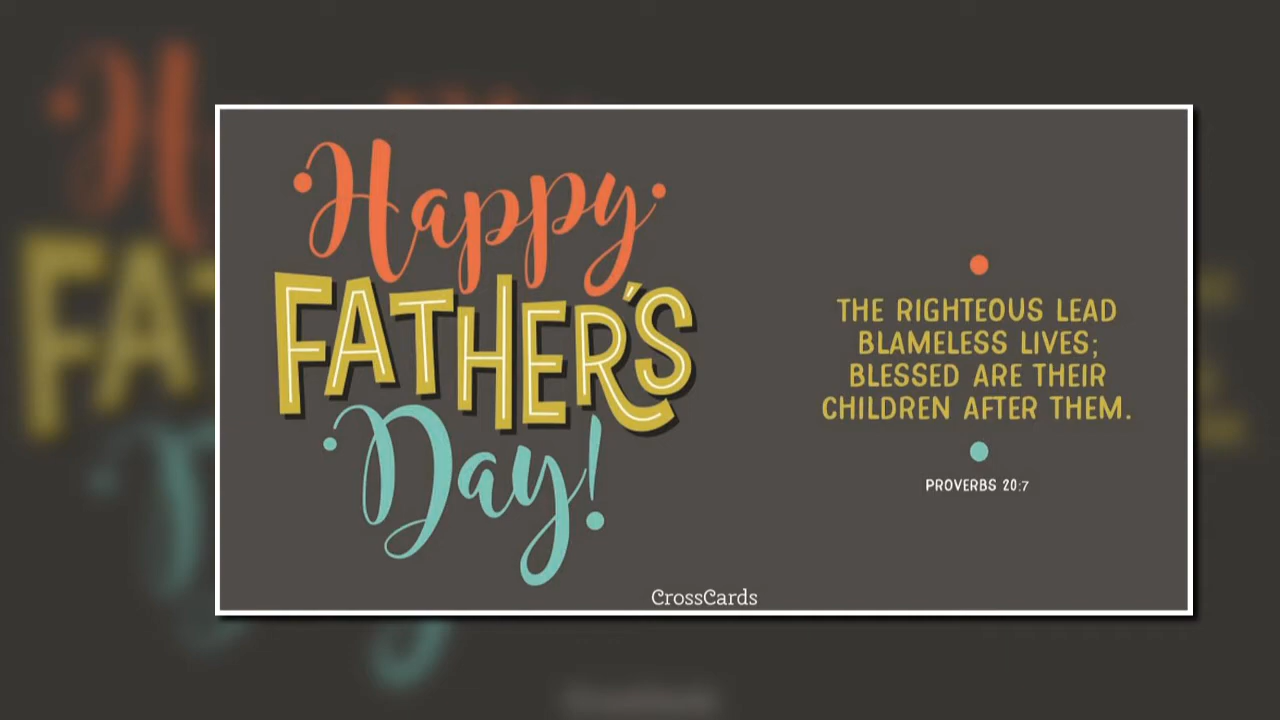 Happy
FATHER'S
Day!
THE RIGHTEOUS LEAD
BLAMELESS LIVES;
BLESSED ARE THEIR
CHILDREN AFTER THEM.
PROVERBS 20:7
CrossCards